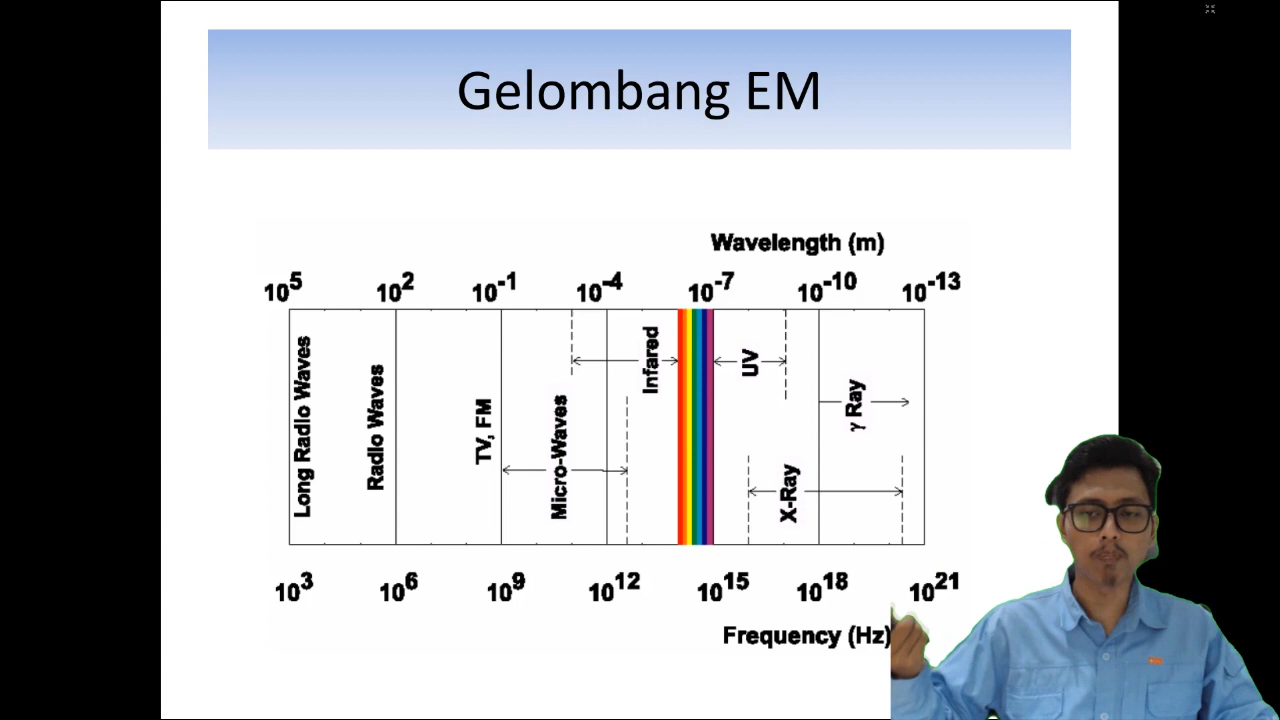 Gelombang EM
Wavelength (m)
10^5 10^2 10^-1 10^-4 10^-7 10^-10 10^-13
Long Radio Waves
Radio Waves
TV, FM
Micro-Waves
Infared
UV
X-Ray
γ Ray
10^3 10^6 10^9 10^12 10^15 10^18 10^21
Frequency (Hz)